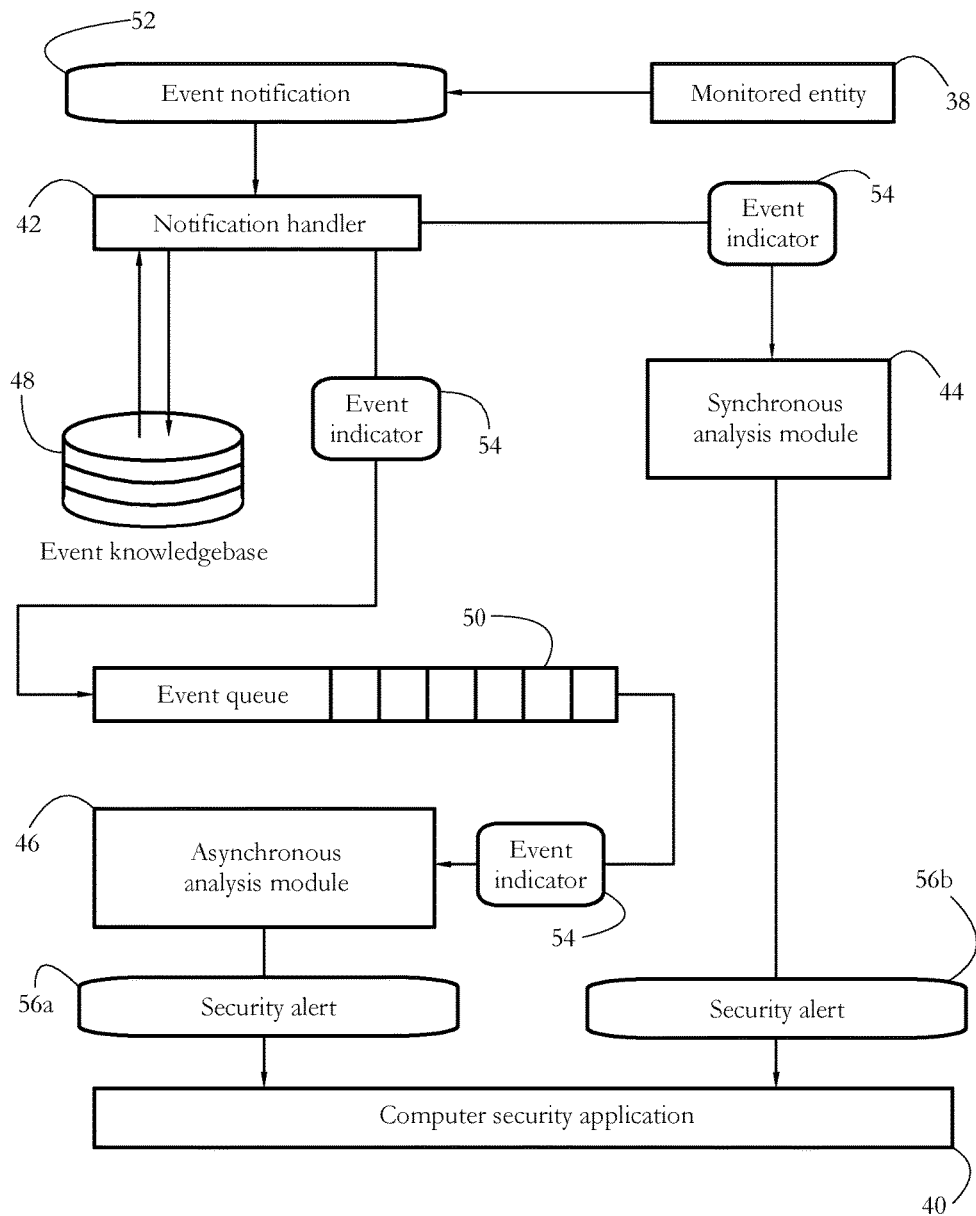 52
Event notification
Monitored entity
38
42
Notification handler
54
Event
indicator
48
Event
indicator
54
44
Synchronous
analysis module
Event knowledgebase
50
Event queue
46
Asynchronous
analysis module
Event
indicator
54
56b
56a
Security alert
Security alert
Computer security application
40